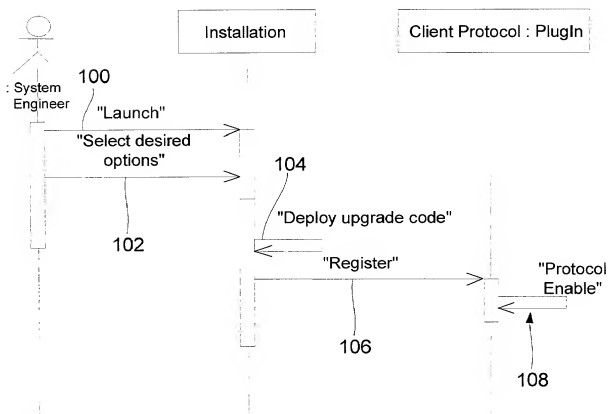 Installation
Client Protocol : PlugIn
: System
Engineer
100
"Launch"
"Select desired
options"
102
104
"Deploy upgrade code"
"Register"
106
"Protocol
Enable"
108